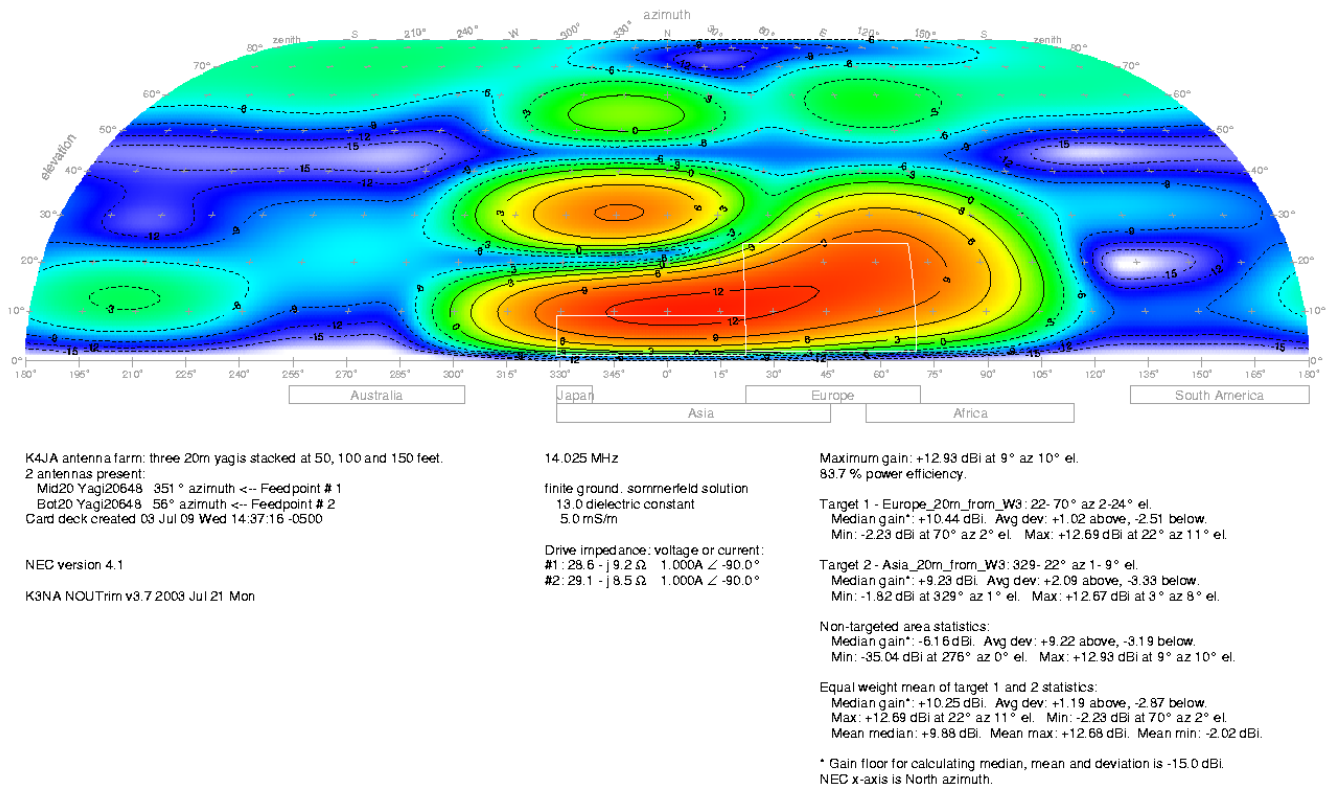 azimuth
zenith S 210° 240° W 300° 330° N 30° 60° E 120° 150° S zenith
80° 80°
70° 70°
60° 60°
50° 50°
40° 40°
30° 30°
20° 20°
10° 10°
0° 0°
elevation
180° 195° 210° 225° 240° 255° 270° 285° 300° 315° 330° 345° 0° 15° 30° 45° 60° 75° 90° 105° 120° 135° 150° 165° 180°
Australia Japan Europe South America
Asia Africa
K4JA antenna farm: three 20m yagis stacked at 50, 100 and 150 feet.
2 antennas present:
Mid20 Yagi20648 351° azimuth <-- Feedpoint # 1
Bot20 Yagi20648 56° azimuth <-- Feedpoint # 2
Card deck created 03 Jul 09 Wed 14:37:16 -0500
NEC version 4.1
K3NA NOUTrim v3.7 2003 Jul 21 Mon
14.025 MHz
finite ground. sommerfeld solution
13.0 dielectric constant
5.0 mS/m
Drive impedance: voltage or current:
#1: 28.6 - j 9.2 Ω 1.000A ∠ -90.0°
#2: 29.1 - j 8.5 Ω 1.000A ∠ -90.0°
Maximum gain: +12.93 dBi at 9° az 10° el.
83.7 % power efficiency.
Target 1 - Europe_20m_from_W3: 22- 70° az 2-24° el.
Median gain*: +10.44 dBi. Avg dev: +1.02 above, -2.51 below.
Min: -2.23 dBi at 70° az 2° el. Max: +12.69 dBi at 22° az 11° el.
Target 2 - Asia_20m_from_W3: 329- 22° az 1- 9° el.
Median gain*: +9.23 dBi. Avg dev: +2.09 above, -3.33 below.
Min: -1.82 dBi at 329° az 1° el. Max: +12.67 dBi at 3° az 8° el.
Non-targeted area statistics:
Median gain*: -6.16 dBi. Avg dev: +9.22 above, -3.19 below.
Min: -35.04 dBi at 276° az 0° el. Max: +12.93 dBi at 9° az 10° el.
Equal weight mean of target 1 and 2 statistics:
Median gain*: +10.25 dBi. Avg dev: +1.19 above, -2.87 below.
Max: +12.69 dBi at 22° az 11° el. Min: -2.23 dBi at 70° az 2° el.
Mean median: +9.88 dBi. Mean max: +12.68 dBi. Mean min: -2.02 dBi.
* Gain floor for calculating median, mean and deviation is -15.0 dBi.
NEC x-axis is North azimuth.